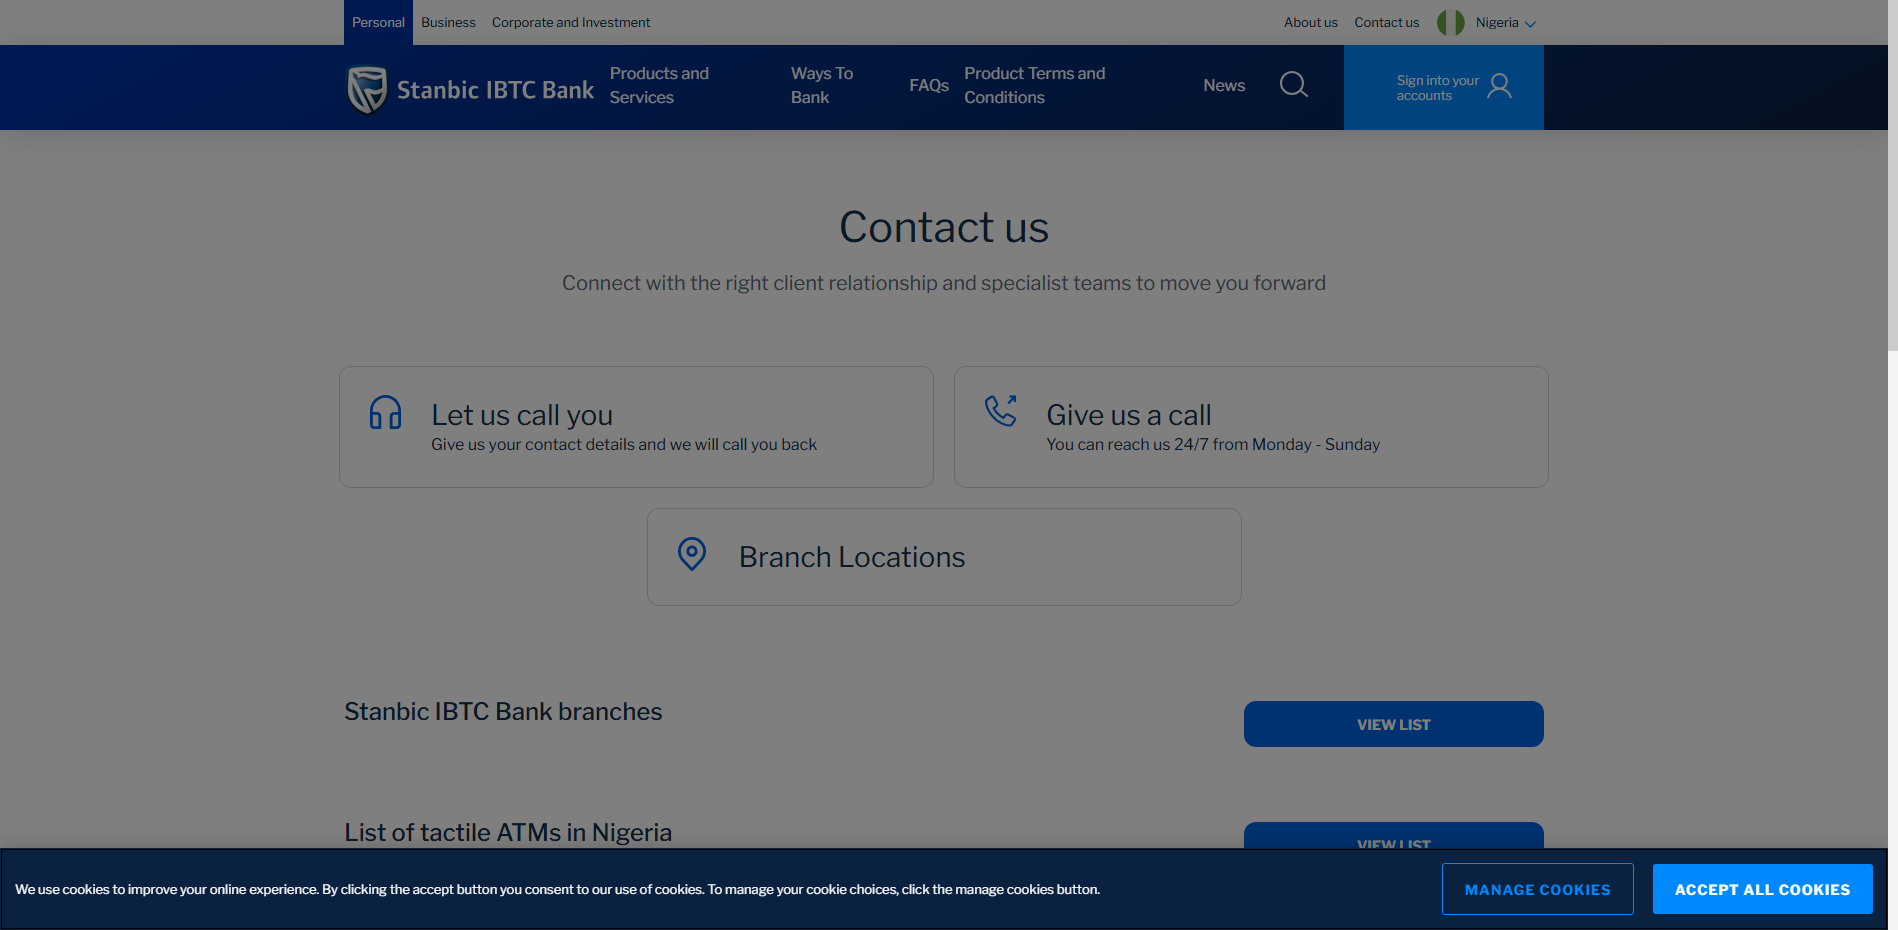 Personal Business Corporate and Investment About us Contact us Nigeria
Stanbic IBTC Bank
Products and
Services
Ways To
Bank
FAQs
Product Terms and
Conditions
News
Sign into your
accounts
Contact us
Connect with the right client relationship and specialist teams to move you forward
Let us call you
Give us your contact details and we will call you back
Give us a call
You can reach us 24/7 from Monday - Sunday
Branch Locations
Stanbic IBTC Bank branches
VIEW LIST
List of tactile ATMs in Nigeria
VIEW LIST
We use cookies to improve your online experience. By clicking the accept button you consent to our use of cookies. To manage your cookie choices, click the manage cookies button.
MANAGE COOKIES
ACCEPT ALL COOKIES